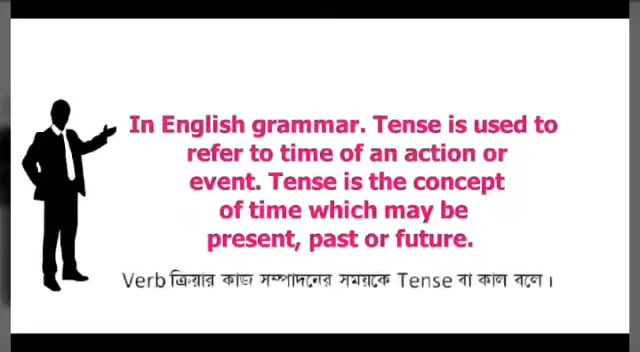 In English grammar. Tense is used to
refer to time of an action or
event. Tense is the concept
of time which may be
present, past or future.
Verb ক্রিয়ার কাজ সম্পাদনের সময়কে Tense বা কাল বলে।